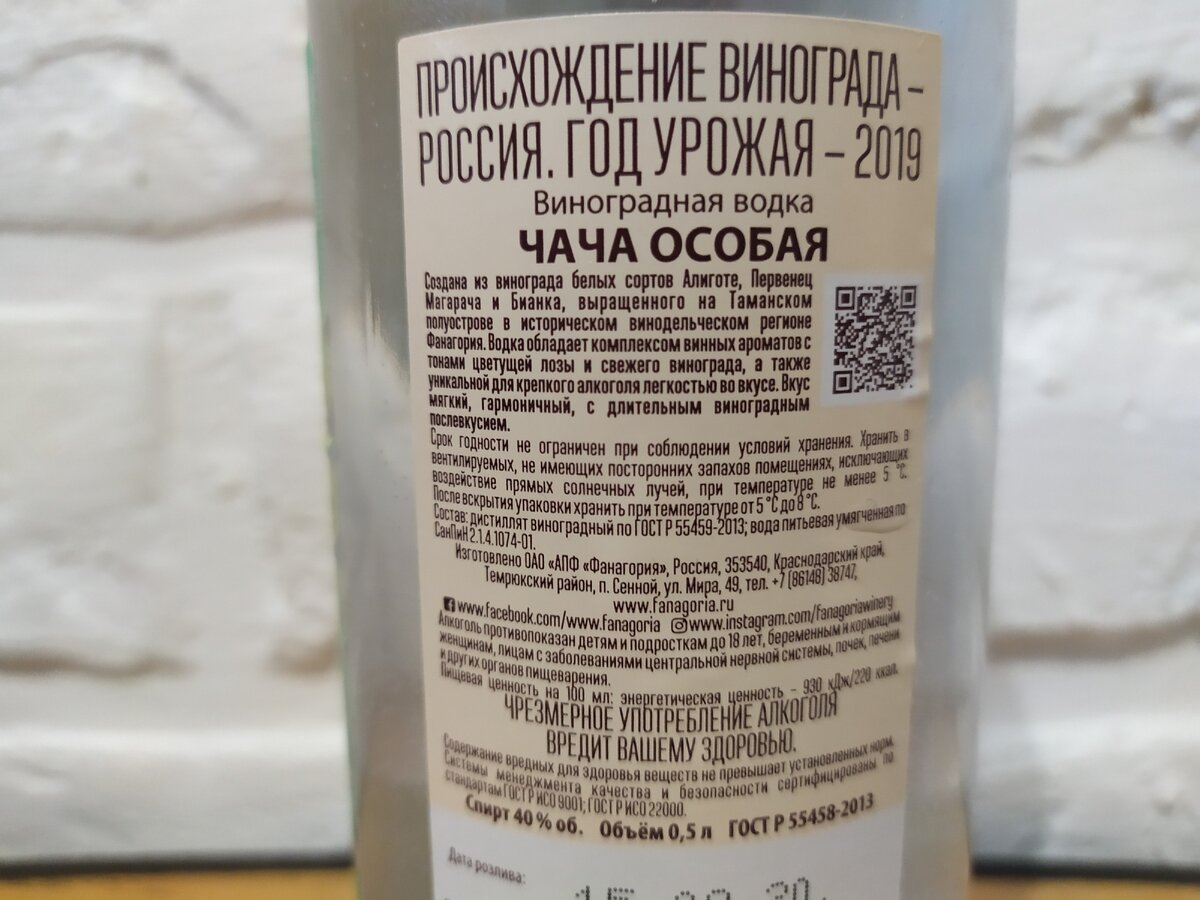 ПРОИСХОЖДЕНИЕ ВИНОГРАДА –
РОССИЯ. ГОД УРОЖАЯ – 2019
Виноградная водка
ЧАЧА ОСОБАЯ
Создана из винограда белых сортов Алиготе, Первенец
Магарача и Бианка, выращенного на Таманском
полуострове в историческом винодельческом регионе
Фанагория. Водка обладает комплексом винных ароматов с
тонами цветущей лозы и свежего винограда, а также
уникальной для крепкого алкоголя легкостью во вкусе. Вкус
мягкий, гармоничный, с длительным виноградным
послевкусием.
Срок годности не ограничен при соблюдении условий хранения. Хранить в
вентилируемых, не имеющих посторонних запахов помещениях, исключающих
воздействие прямых солнечных лучей, при температуре не менее 5 °С.
После вскрытия упаковки хранить при температуре от 5 °С до 8 °С.
Состав: дистиллят виноградный по ГОСТ Р 55459-2013; вода питьевая умягченная по
СанПиН 2.1.4.1074-01.
Изготовлено ОАО «АПФ «Фанагория», Россия, 353540, Краснодарский край,
Темрюкский район, п. Сенной, ул. Мира, 49, тел. +7 (86148) 38747,
www.fanagoria.ru
www.facebook.com/www.fanagoria www.instagram.com/fanagoriawinery
Алкоголь противопоказан детям и подросткам до 18 лет, беременным и кормящим
женщинам, лицам с заболеваниями центральной нервной системы, почек, печени
и других органов пищеварения.
Пищевая ценность на 100 мл: энергетическая ценность – 930 кДж/220 ккал.
ЧРЕЗМЕРНОЕ УПОТРЕБЛЕНИЕ АЛКОГОЛЯ
ВРЕДИТ ВАШЕМУ ЗДОРОВЬЮ.
Содержание вредных для здоровья веществ не превышает установленных норм.
Системы менеджмента качества и безопасности сертифицированы по
стандартам ГОСТ Р ИСО 9001; ГОСТ Р ИСО 22000.
Спирт 40 % об. Объём 0,5 л ГОСТ Р 55458-2013
Дата розлива: